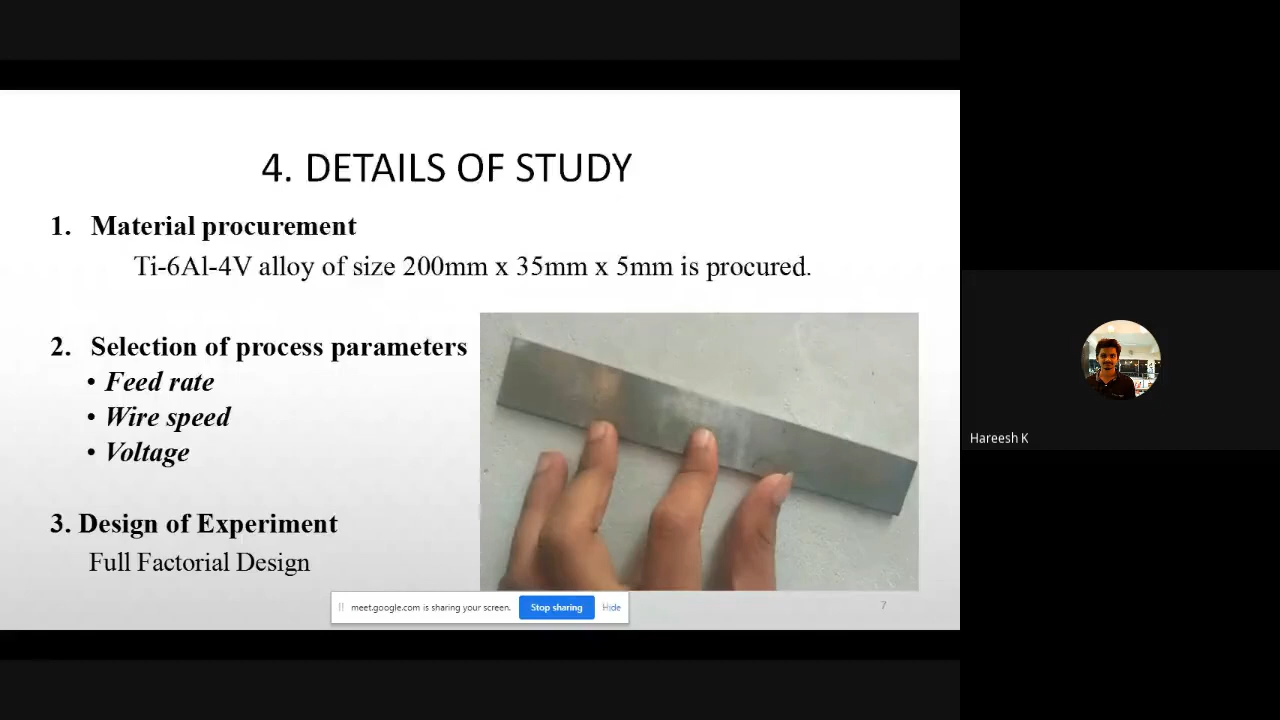 4. DETAILS OF STUDY
1. Material procurement
Ti-6Al-4V alloy of size 200mm x 35mm x 5mm is procured.
2. Selection of process parameters
• Feed rate
• Wire speed
• Voltage
3. Design of Experiment
Full Factorial Design
meet.google.com is sharing your screen. Stop sharing Hide
7
Hareesh K